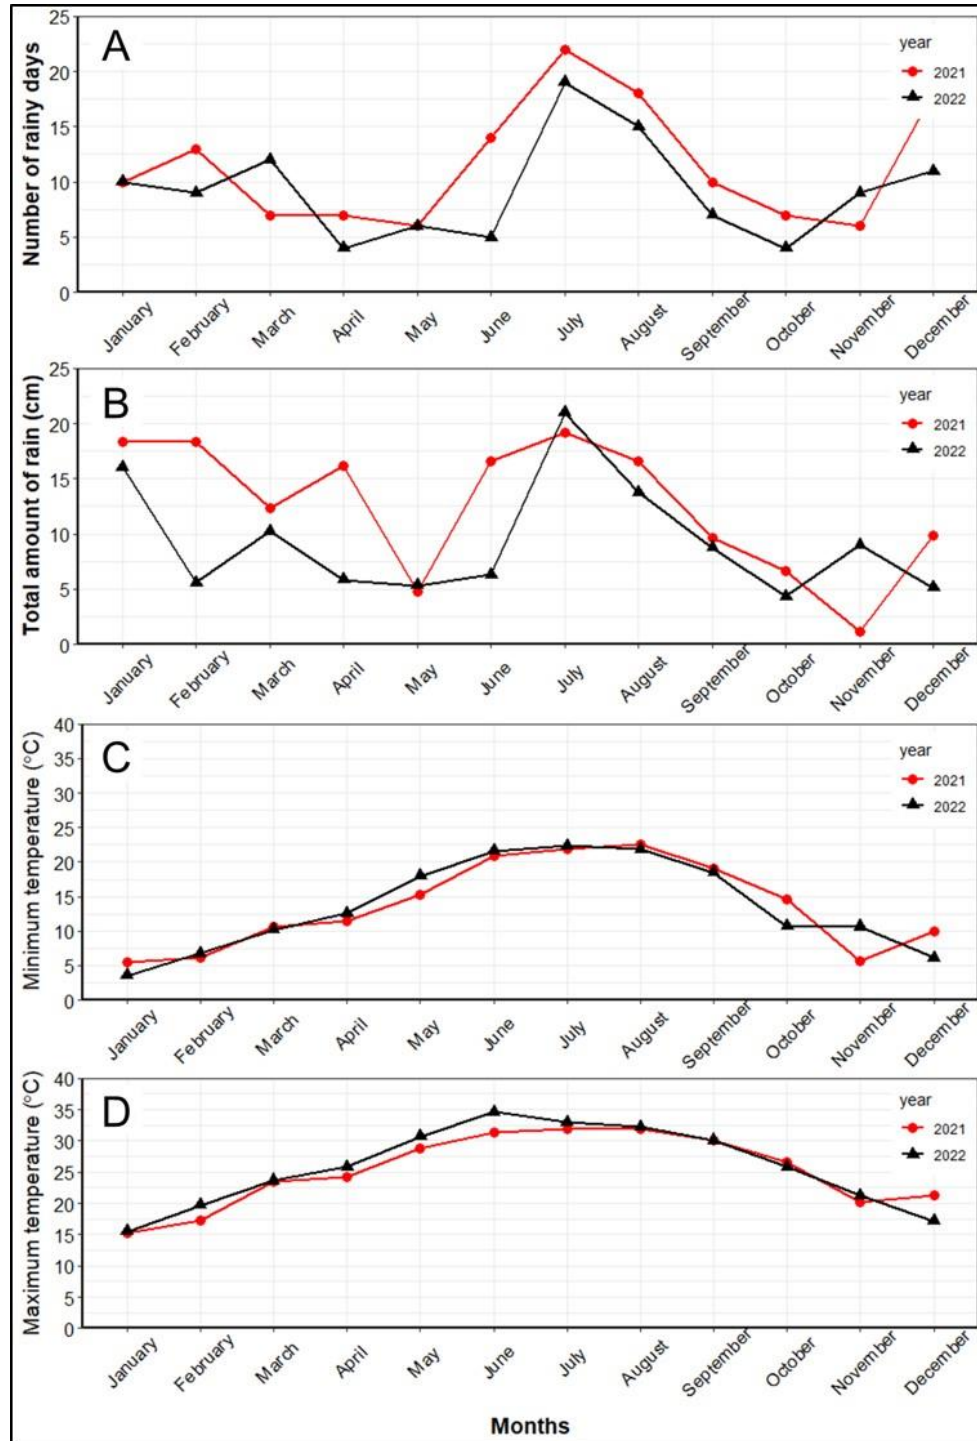 A
Number of rainy days
25
20
15
10
5
0
year
2021
2022
January
February
March
April
May
June
July
August
September
October
November
December
B
Total amount of rain (cm)
25
20
15
10
5
0
year
2021
2022
January
February
March
April
May
June
July
August
September
October
November
December
C
Minimum temperature (°C)
40
35
30
25
20
15
10
5
0
year
2021
2022
January
February
March
April
May
June
July
August
September
October
November
December
D
Maximum temperature (°C)
40
35
30
25
20
15
10
5
0
year
2021
2022
January
February
March
April
May
June
July
August
September
October
November
December
Months